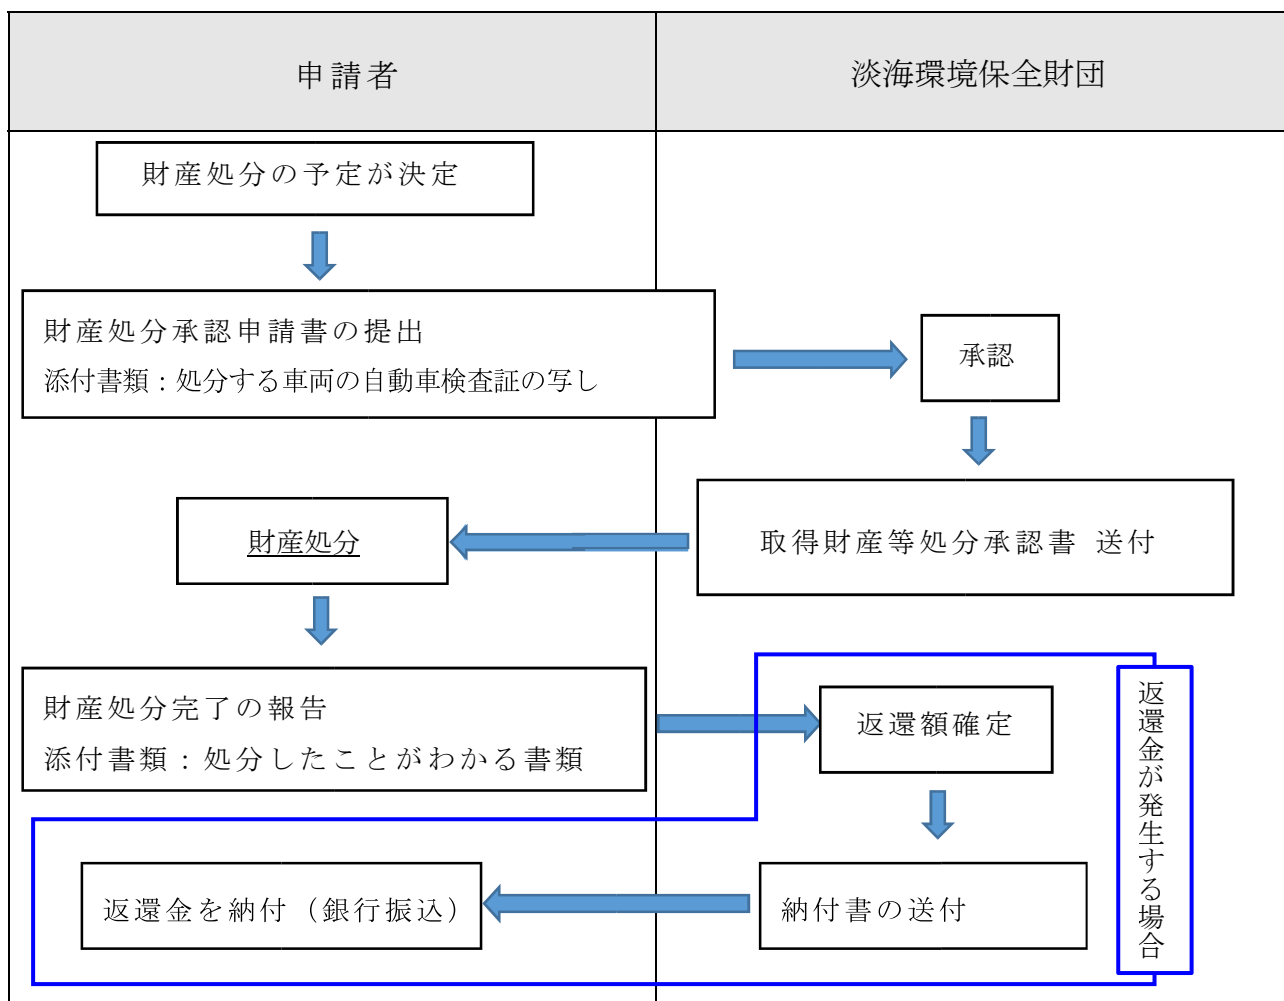 申請者
淡海環境保全財団
財産処分の予定が決定
財産処分承認申請書の提出
添付書類：処分する車両の自動車検査証の写し
承認
取得財産等処分承認書 送付
財産処分
財産処分完了の報告
添付書類：処分したことがわかる書類
返還額確定
返還金が発生する場合
納付書の送付
返還金を納付（銀行振込）